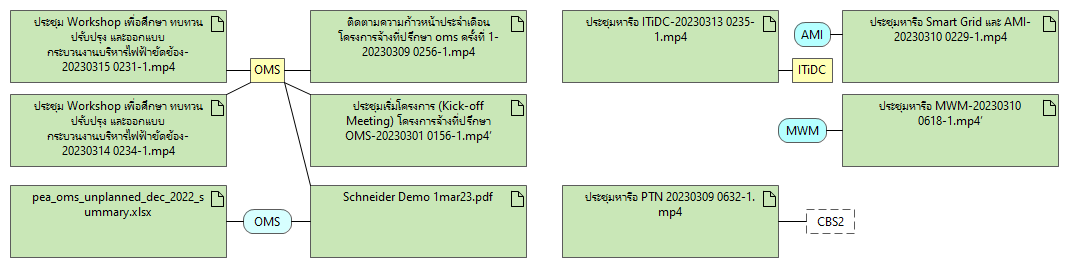 ประชุม Workshop เพื่อศึกษา ทบทวน
ปรับปรุง และออกแบบ
กระบวนงานบริหารไฟฟ้าขัดข้อง-
20230315 0231-1.mp4
OMS
ติดตามความก้าวหน้าประจำเดือน
โครงการจ้างที่ปรึกษา oms ครั้งที่ 1-
20230309 0256-1.mp4
ประชุมหารือ ITiDC-20230313 0235-
1.mp4
AMI
ITiDC
ประชุมหารือ Smart Grid และ AMI-
20230310 0229-1.mp4
ประชุม Workshop เพื่อศึกษา ทบทวน
ปรับปรุง และออกแบบ
กระบวนงานบริหารไฟฟ้าขัดข้อง-
20230314 0234-1.mp4
ประชุมเริ่มโครงการ (Kick-off
Meeting) โครงการจ้างที่ปรึกษา
OMS-20230301 0156-1.mp4'
MWM
ประชุมหารือ MWM-20230310
0618-1.mp4'
pea_oms_unplanned_dec_2022_s
ummary.xlsx
OMS
Schneider Demo 1mar23.pdf
ประชุมหารือ PTN 20230309 0632-1.
mp4
CBS2